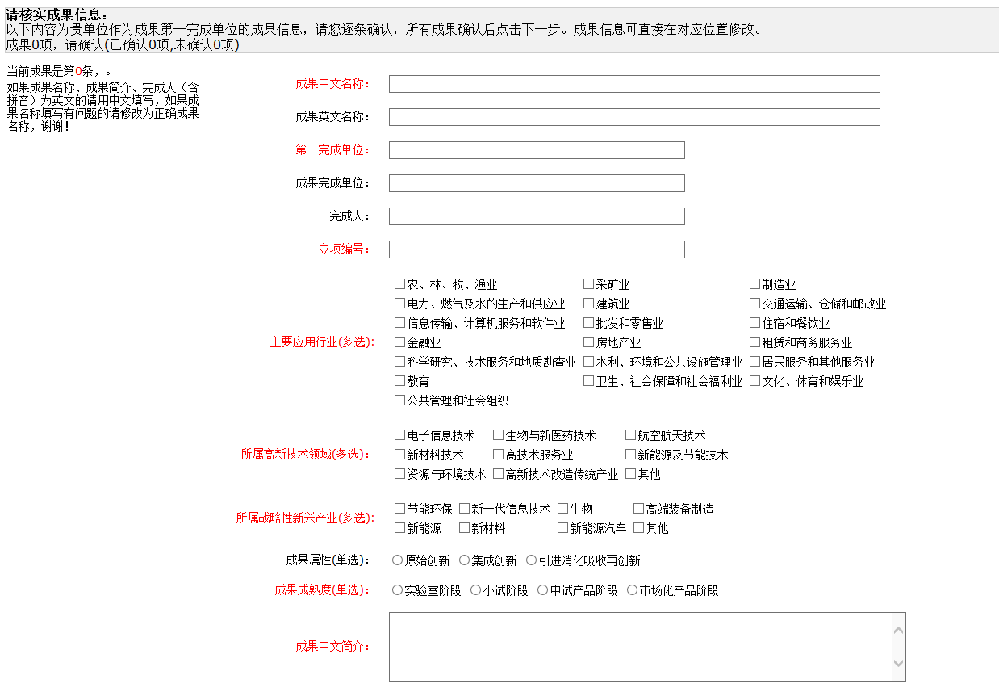 请核实成果信息：
以下内容为贵单位作为成果第一完成单位的成果信息，请您逐条确认，所有成果确认后点击下一步。成果信息可直接在对应位置修改。
成果0项，请确认(已确认0项,未确认0项)
当前成果是第0条，。
如果成果名称、成果简介、完成人（含
拼音）为英文的请用中文填写，如果成
果名称填写有问题的请修改为正确成果
名称，谢谢！
成果中文名称：
成果英文名称：
第一完成单位：
成果完成单位：
完成人：
立项编号：
主要应用行业(多选)：
农、林、牧、渔业 采矿业 制造业
电力、燃气及水的生产和供应业 建筑业 交通运输、仓储和邮政业
信息传输、计算机服务和软件业 批发和零售业 住宿和餐饮业
金融业 房地产业 租赁和商务服务业
科学研究、技术服务和地质勘查业 水利、环境和公共设施管理业 居民服务和其他服务业
教育 卫生、社会保障和社会福利业 文化、体育和娱乐业
公共管理和社会组织
所属高新技术领域(多选)：
电子信息技术 生物与新医药技术 航空航天技术
新材料技术 高技术服务业 新能源及节能技术
资源与环境技术 高新技术改造传统产业 其他
所属战略性新兴产业(多选)：
节能环保 新一代信息技术 生物 高端装备制造
新能源 新材料 新能源汽车 其他
成果属性(单选)： 原始创新 集成创新 引进消化吸收再创新
成果成熟度(单选)： 实验室阶段 小试阶段 中试产品阶段 市场化产品阶段
成果中文简介：